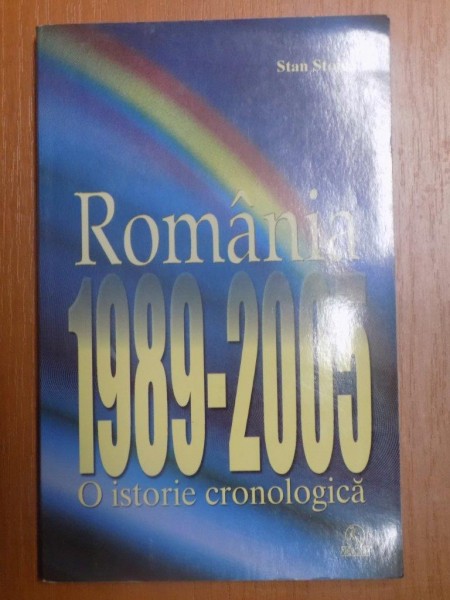 Stan
România
1989-2005
O istorie cronologică